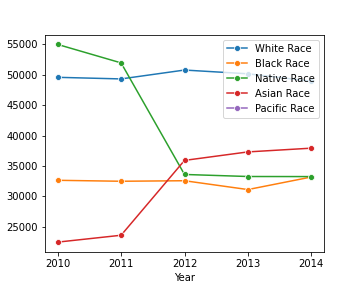 55000
50000
45000
40000
35000
30000
25000
White Race
Black Race
Native Race
Asian Race
Pacific Race
2010 2011 2012 2013 2014
Year